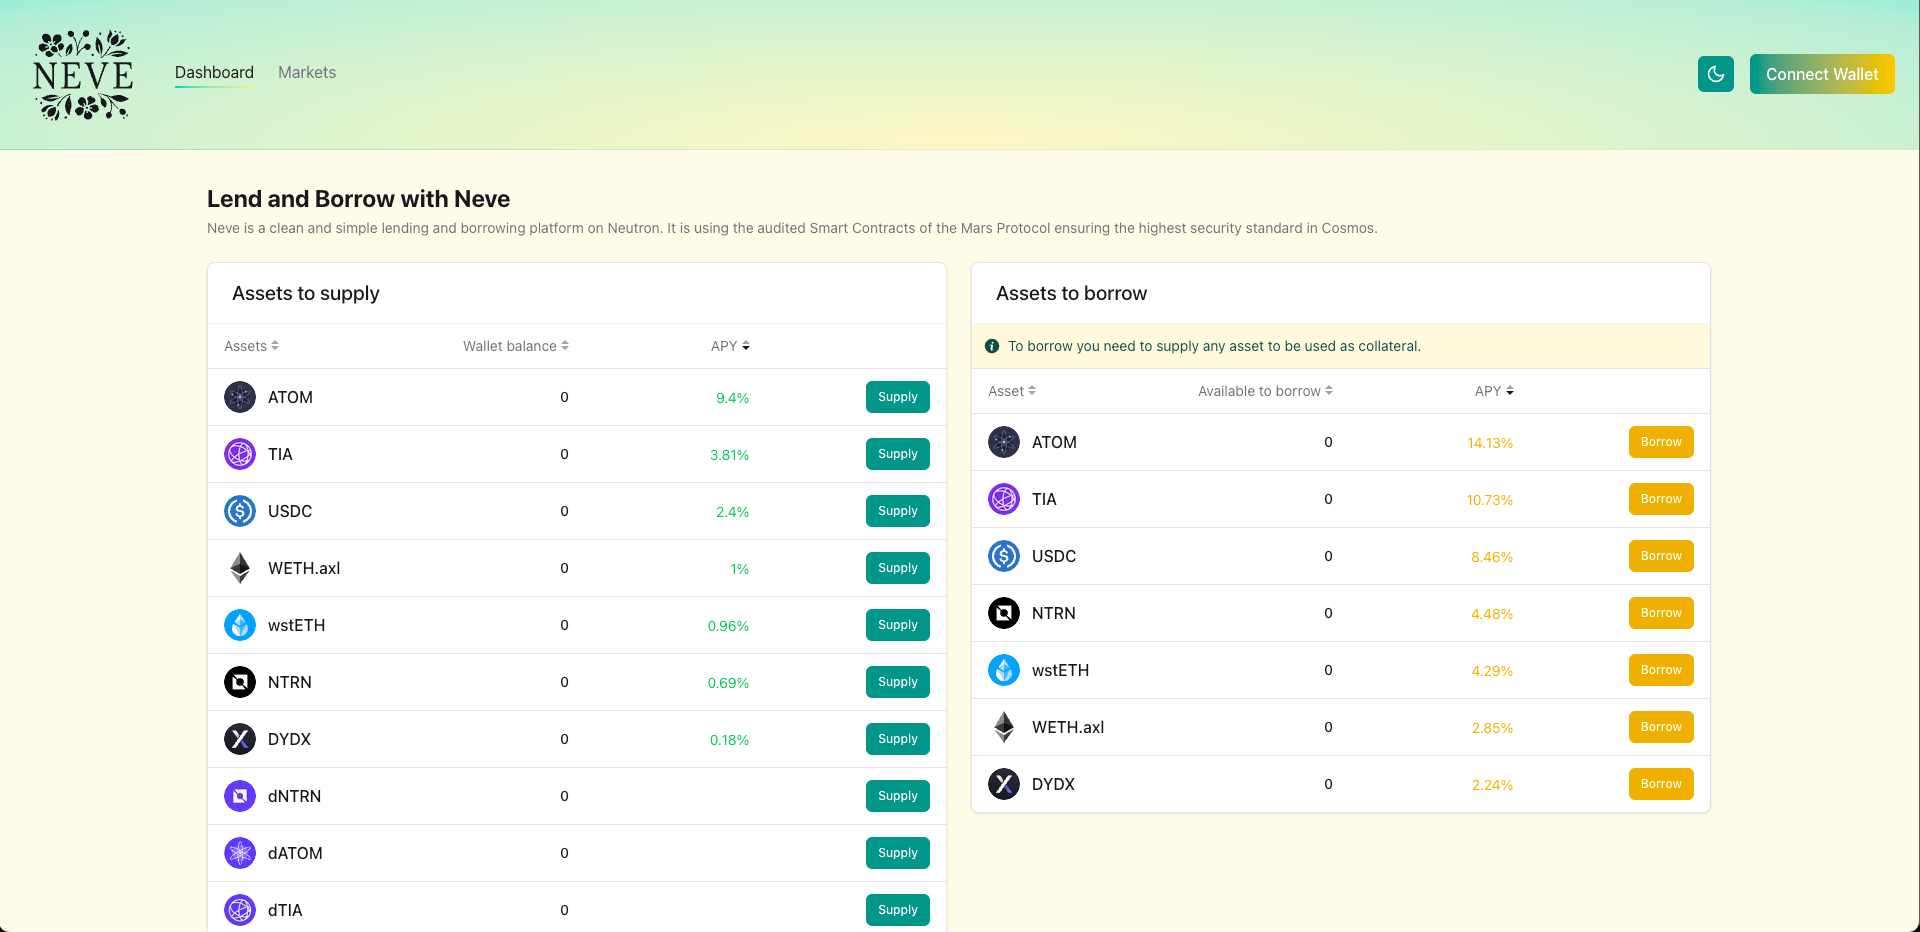 NEVE
Dashboard Markets
Connect Wallet
Lend and Borrow with Neve
Neve is a clean and simple lending and borrowing platform on Neutron. It is using the audited Smart Contracts of the Mars Protocol ensuring the highest security standard in Cosmos.
Assets to supply
Assets Wallet balance APY
ATOM 0 9.4% Supply
TIA 0 3.81% Supply
USDC 0 2.4% Supply
WETH.axl 0 1% Supply
wstETH 0 0.96% Supply
NTRN 0 0.69% Supply
DYDX 0 0.18% Supply
dNTRN 0 Supply
dATOM 0 Supply
dTIA 0 Supply
Assets to borrow
To borrow you need to supply any asset to be used as collateral.
Asset Available to borrow APY
ATOM 0 14.13% Borrow
TIA 0 10.73% Borrow
USDC 0 8.46% Borrow
NTRN 0 4.48% Borrow
wstETH 0 4.29% Borrow
WETH.axl 0 2.85% Borrow
DYDX 0 2.24% Borrow